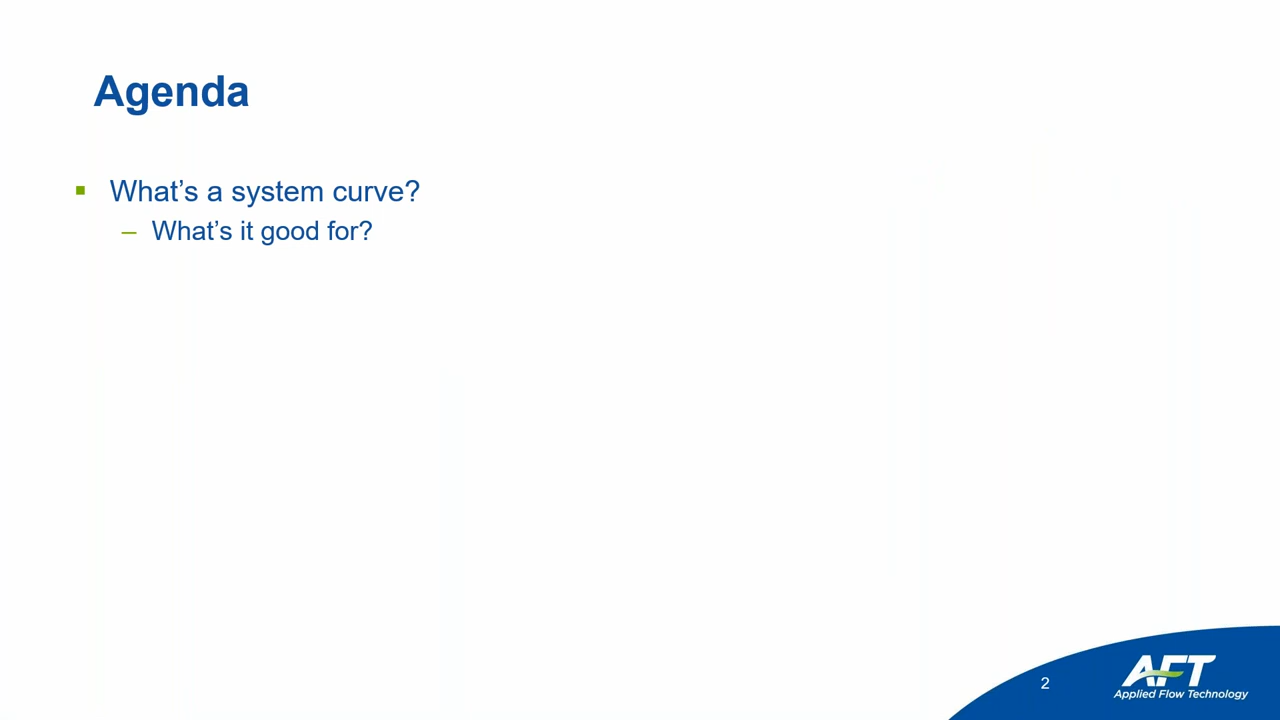 Agenda
What’s a system curve?
– What’s it good for?
2
AFT
Applied Flow Technology